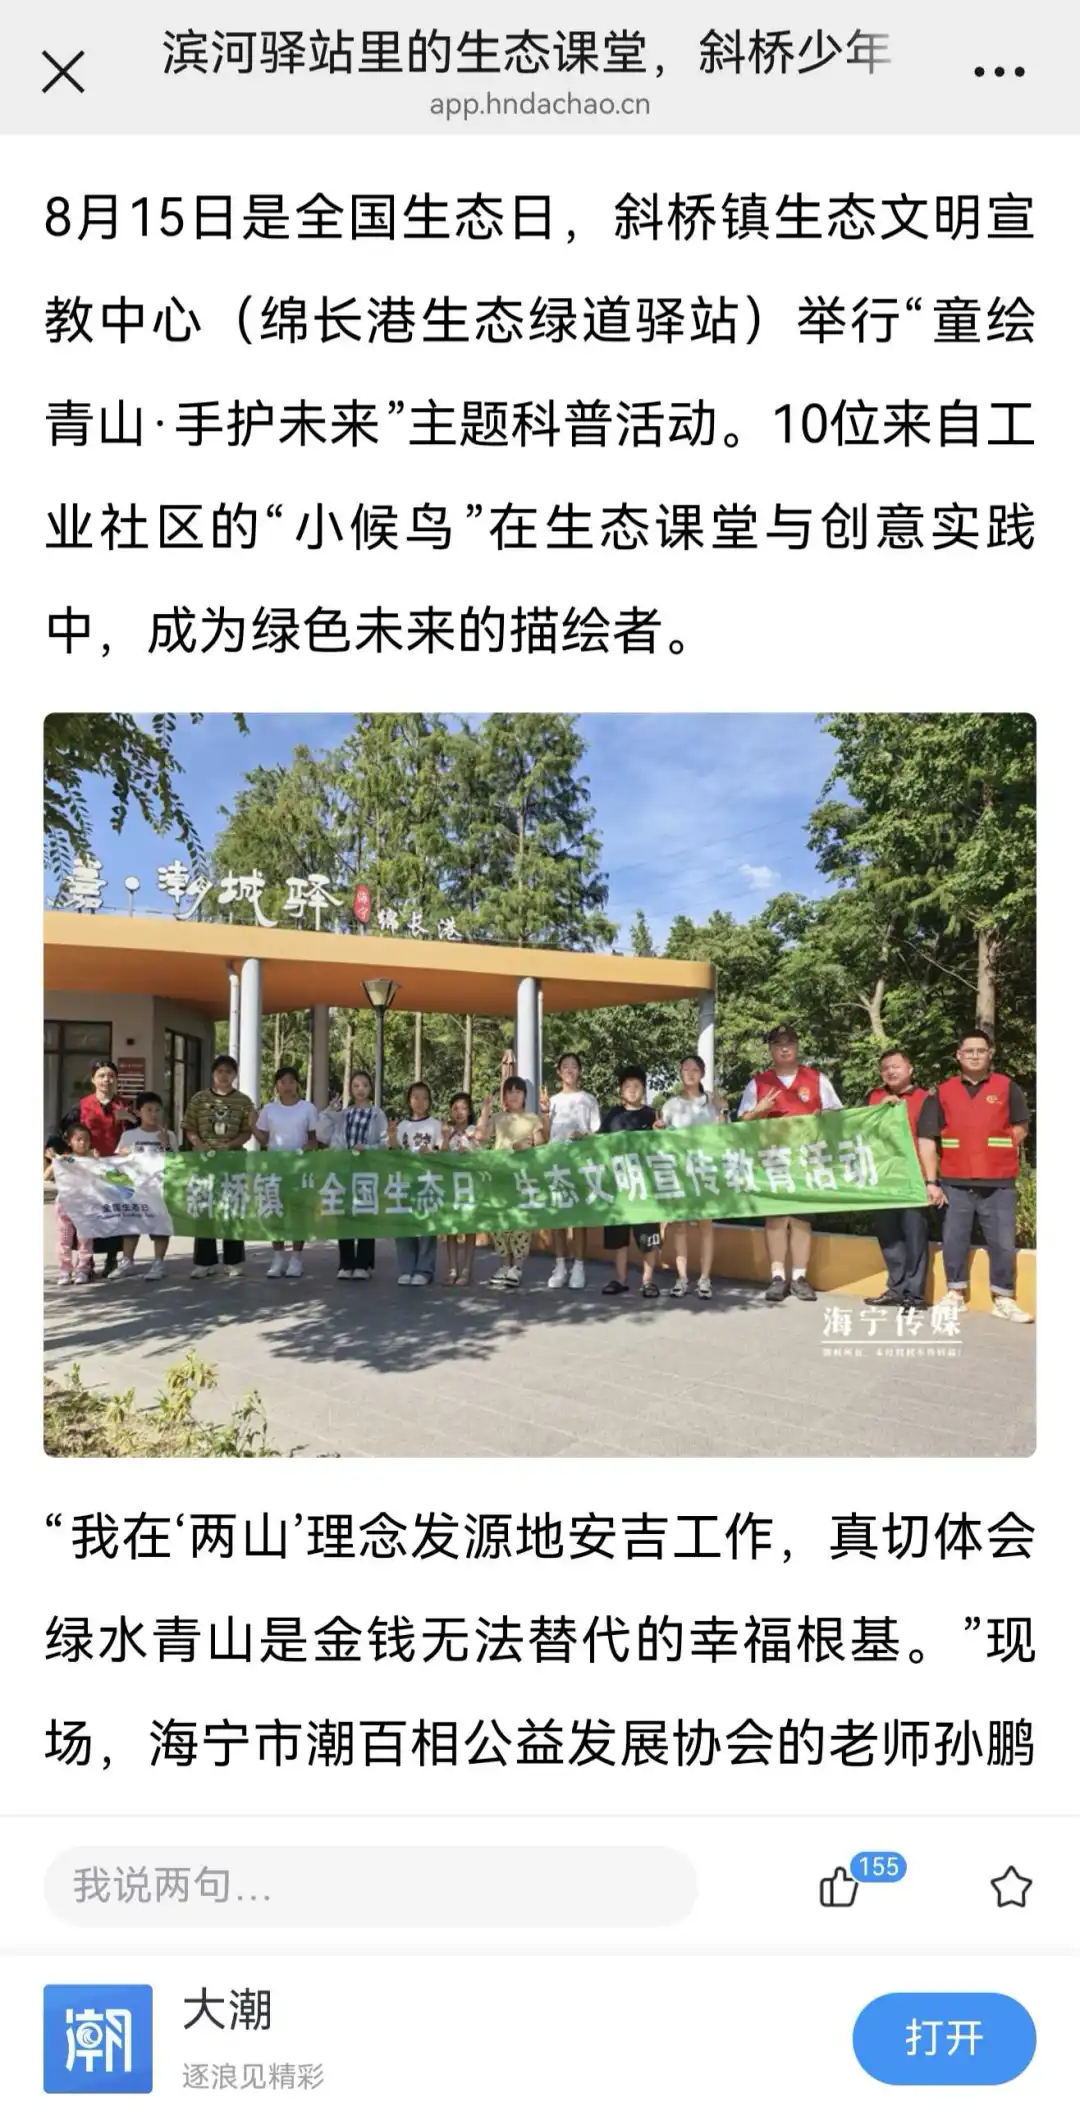 滨河驿站里的生态课堂，斜桥少年
app.hndachao.cn
8月15日是全国生态日，斜桥镇生态文明宣
教中心（绵长港生态绿道驿站）举行“童绘
青山·手护未来”主题科普活动。10位来自工
业社区的“小候鸟”在生态课堂与创意实践
中，成为绿色未来的描绘者。
嘉·潮城驿
海宁
绵长港
全国生态日
斜桥镇“全国生态日”生态文明宣传教育活动
海宁传媒
“我在‘两山’理念发源地安吉工作，真切体会
绿水青山是金钱无法替代的幸福根基。”现
场，海宁市潮百相公益发展协会的老师孙鹏
我说两句...
155
潮
大潮
逐浪见精彩
打开